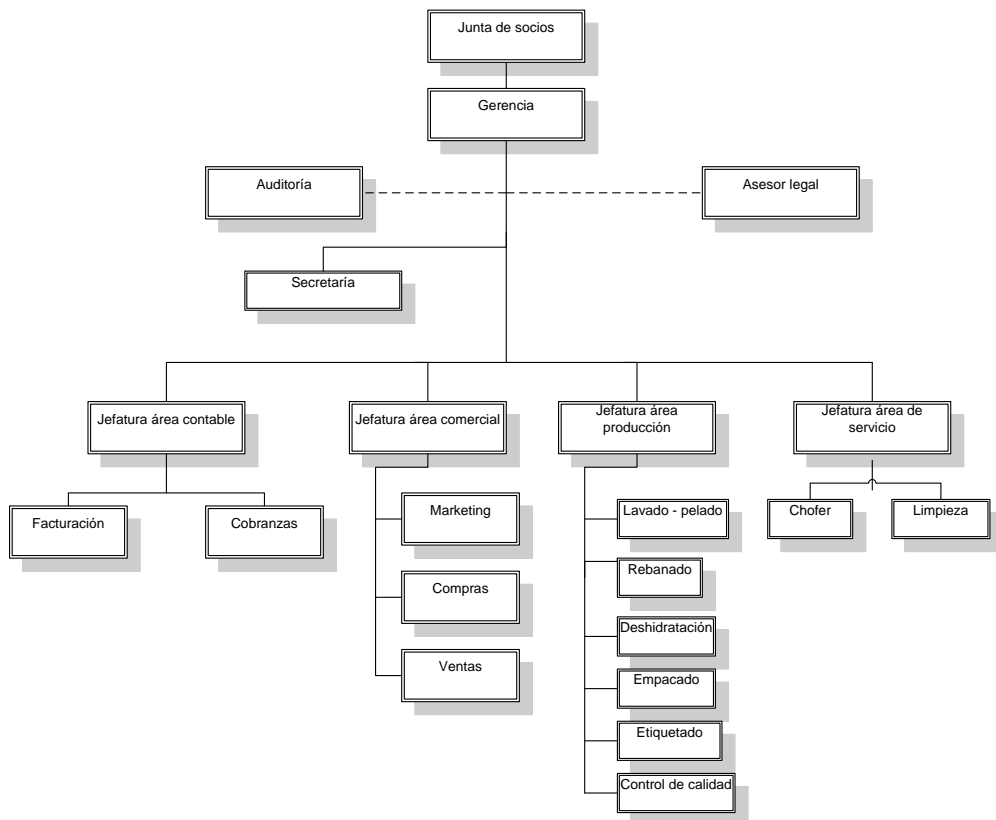 Junta de socios
Gerencia
Auditoría
Asesor legal
Secretaría
Jefatura área contable
Jefatura área comercial
Jefatura área
producción
Jefatura área de
servicio
Facturación
Cobranzas
Marketing
Compras
Ventas
Lavado - pelado
Rebanado
Deshidratación
Empacado
Etiquetado
Control de calidad
Chofer
Limpieza